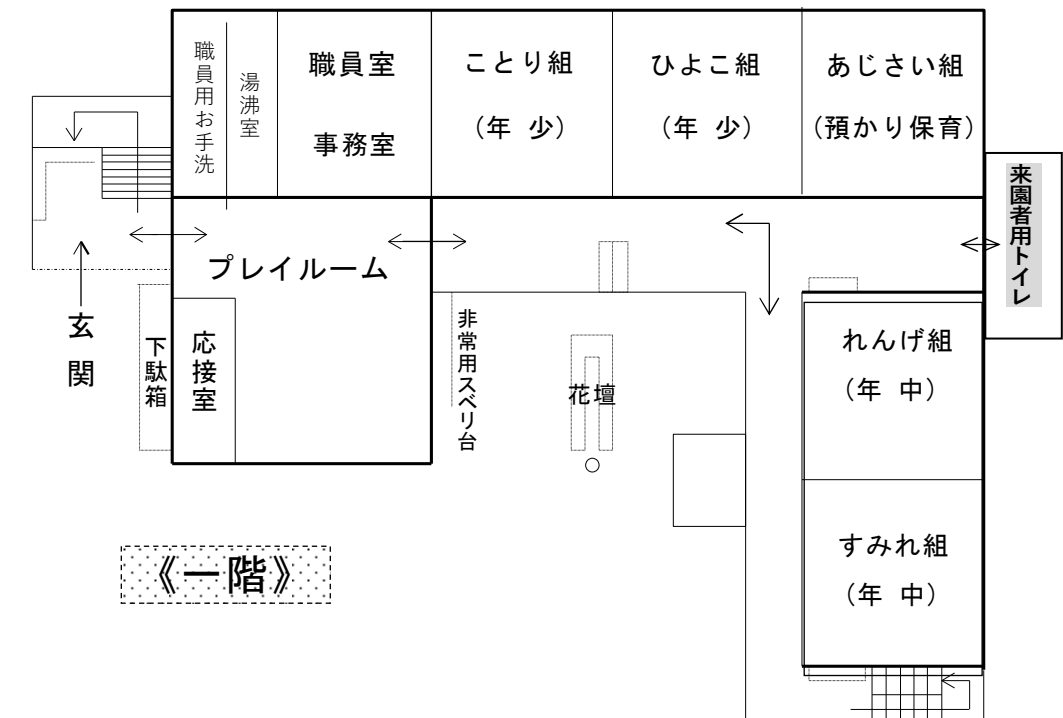 職員用お手洗
湯沸室
職員室
事務室
ことり組
(年 少)
ひよこ組
(年 少)
あじさい組
(預かり保育)
来園者用トイレ
プレイルーム
玄
関
下駄箱
応接室
非常用スベリ台
花壇
れんげ組
(年 中)
すみれ組
(年 中)
《一階》